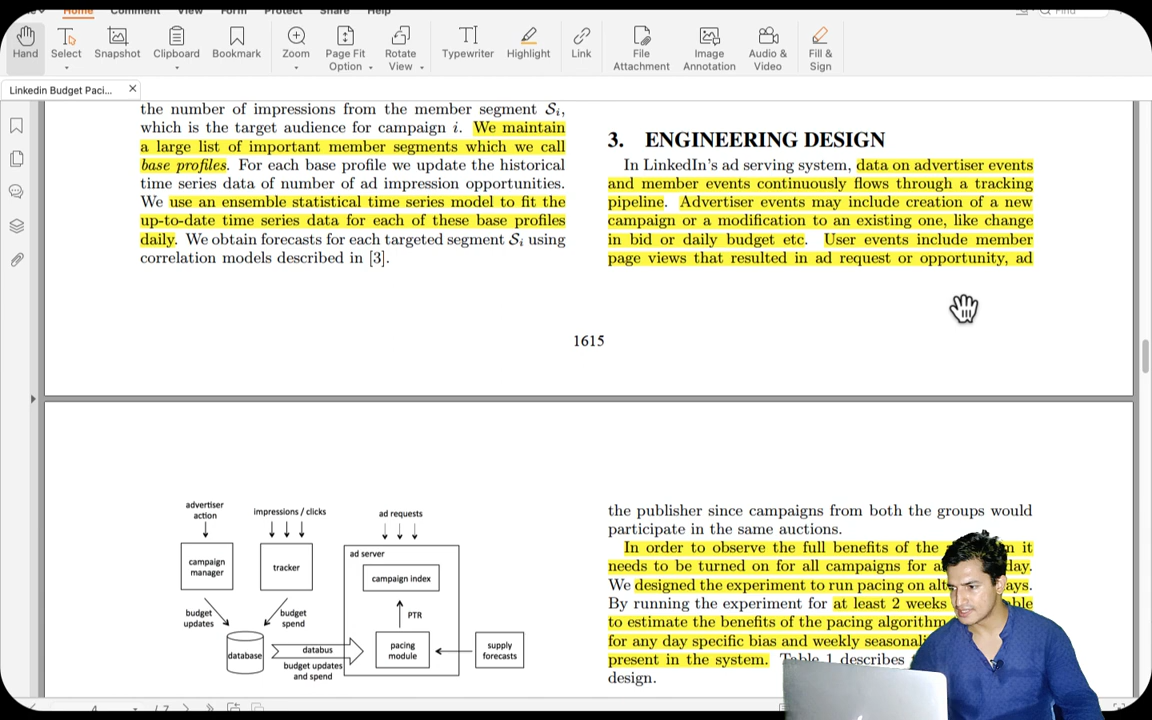 Home
Comment
View
Form
Protect
Share
Help
Find
Hand
Select
Snapshot
Clipboard
Bookmark
Zoom
Page Fit
Option
Rotate
View
Typewriter
Highlight
Link
File
Attachment
Image
Annotation
Audio &
Video
Fill &
Sign
Linkedin Budget Paci...
the number of impressions from the member segment Si,
which is the target audience for campaign i. We maintain
a large list of important member segments which we call
base profiles. For each base profile we update the historical
time series data of number of ad impression opportunities.
We use an ensemble statistical time series model to fit the
up-to-date time series data for each of these base profiles
daily. We obtain forecasts for each targeted segment Si using
correlation models described in [3].
3. ENGINEERING DESIGN
In LinkedIn's ad serving system, data on advertiser events
and member events continuously flows through a tracking
pipeline. Advertiser events may include creation of a new
campaign or a modification to an existing one, like change
in bid or daily budget etc. User events include member
page views that resulted in ad request or opportunity, ad
1615
advertiser
action
impressions / clicks
ad requests
campaign
manager
tracker
ad server
campaign index
PTR
budget
updates
budget
spend
database
databus
budget updates
and spend
pacing
module
supply
forecasts
the publisher since campaigns from both the groups would
participate in the same auctions.
In order to observe the full benefits of the it
needs to be turned on for all campaigns for day.
We designed the experiment to run pacing on
By running the experiment for at least 2 weeks
to estimate the benefits of the pacing algorithm
for any day specific bias and weekly
present in the system. Table 1 describes
design.